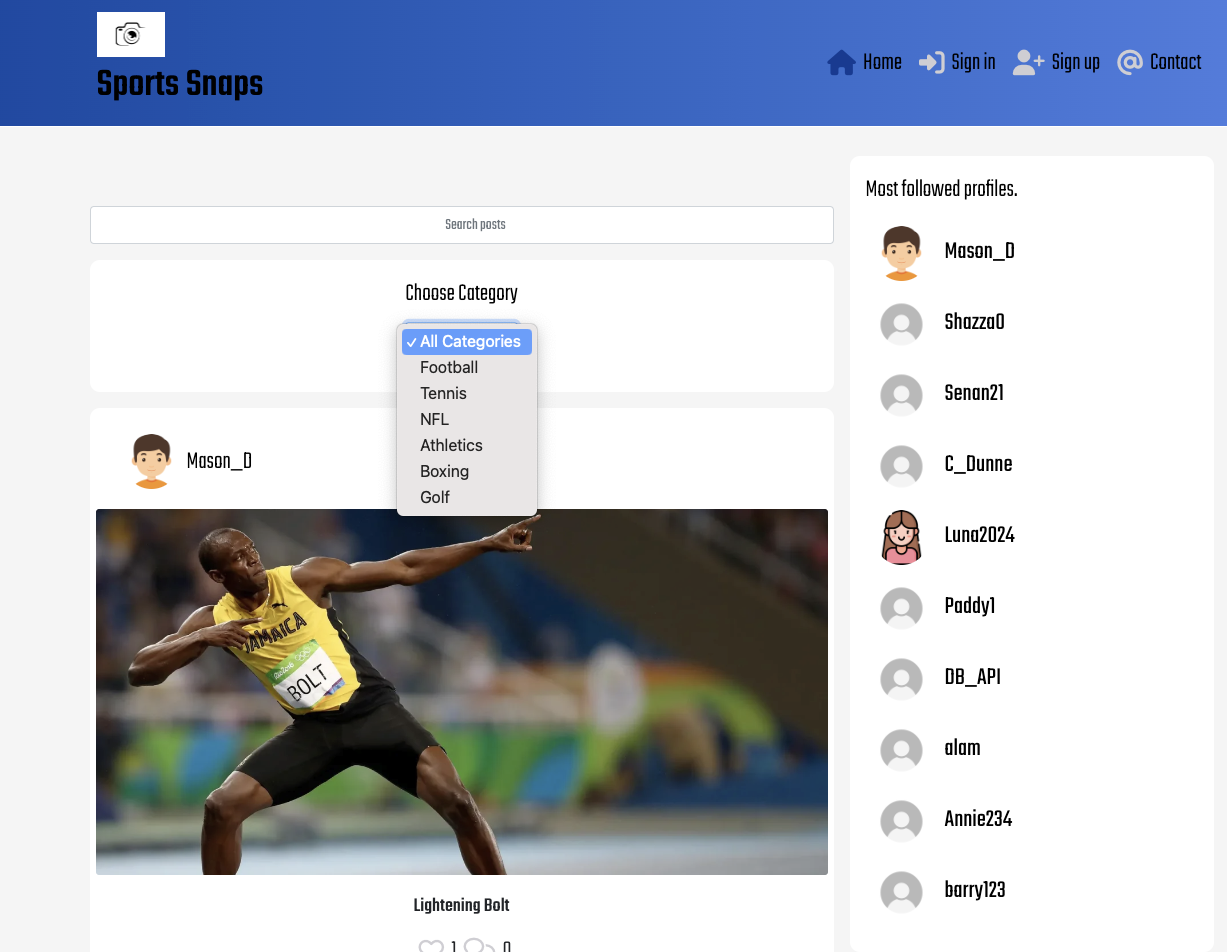 Sports Snaps
Home Sign in Sign up Contact
Search posts
Choose Category
✓ All Categories
Football
Tennis
NFL
Athletics
Boxing
Golf
Mason_D
JAMAICA
BOLT
Lightening Bolt
1 0
Most followed profiles.
Mason_D
Shazza0
Senan21
C_Dunne
Luna2024
Paddy1
DB_API
alam
Annie234
barry123